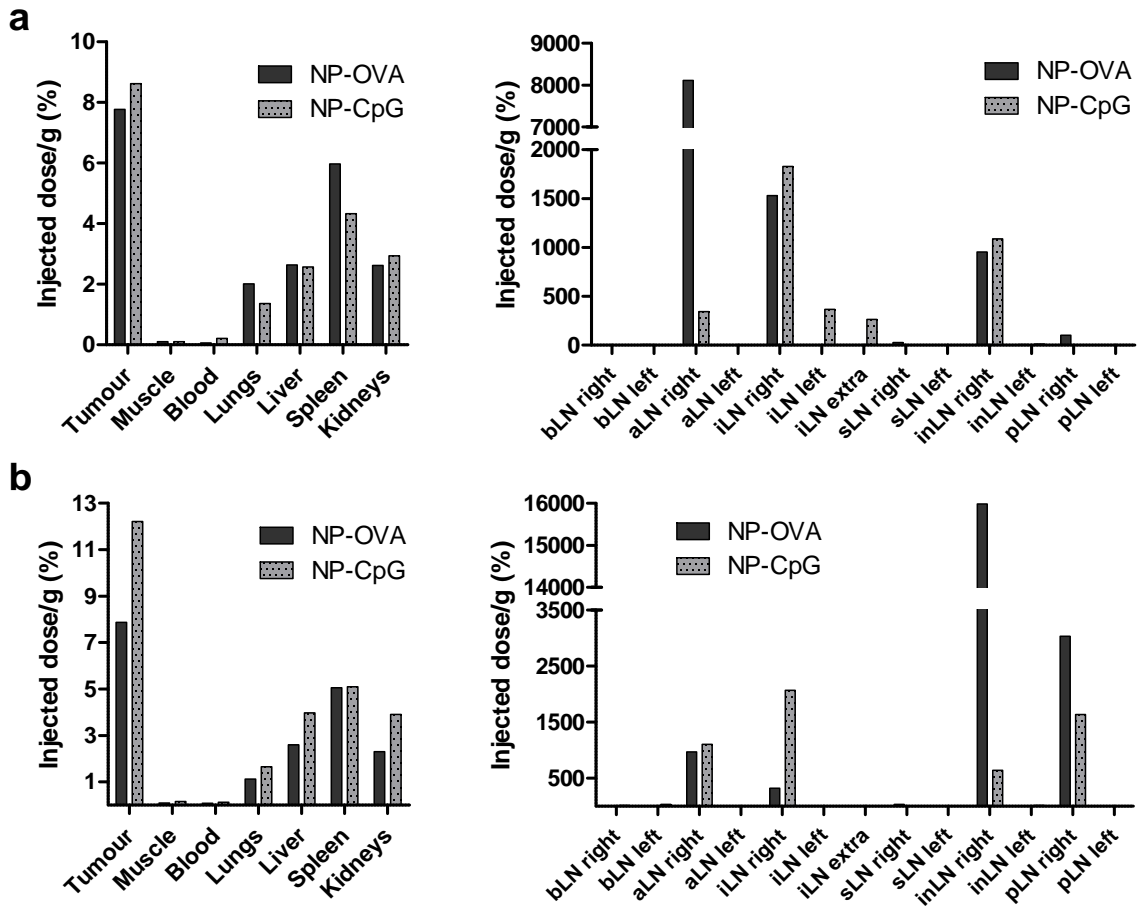 a
Injected dose/g (%)
10
8
6
4
2
0
NP-OVA
NP-CpG
Tumour
Muscle
Blood
Lungs
Liver
Spleen
Kidneys
Injected dose/g (%)
9000
8000
7000
2000
1500
1000
500
0
NP-OVA
NP-CpG
bLN right
bLN left
aLN right
aLN left
iLN right
iLN left
iLN extra
sLN right
sLN left
inLN right
inLN left
pLN right
pLN left
b
Injected dose/g (%)
13
11
9
7
5
3
1
NP-OVA
NP-CpG
Tumour
Muscle
Blood
Lungs
Liver
Spleen
Kidneys
Injected dose/g (%)
16000
15000
14000
3500
2500
1500
500
NP-OVA
NP-CpG
bLN right
bLN left
aLN right
aLN left
iLN right
iLN left
iLN extra
sLN right
sLN left
inLN right
inLN left
pLN right
pLN left